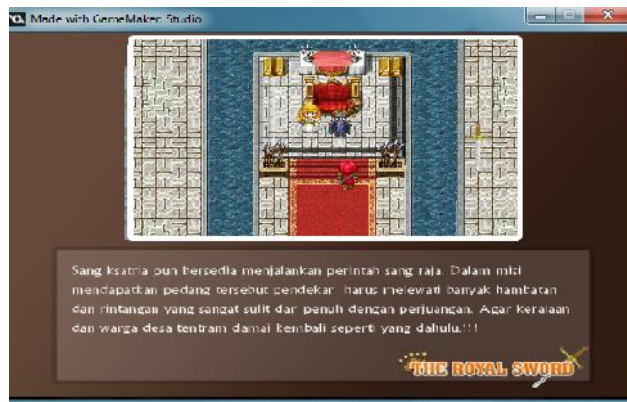 Made with GameMaker: Studio
Sang ksatria pun bersedia menjalankan perintah sang raja. Dalam misi
mendapatkan pedang tersebut pendekar harus melewati banyak hambatan
dan rintangan yang sangat sulit dan penuh dengan perjuangan. Agar kerajaan
dan warga desa tentram damai kembali seperti yang dahulu.!!!
THE ROYAL SWORD